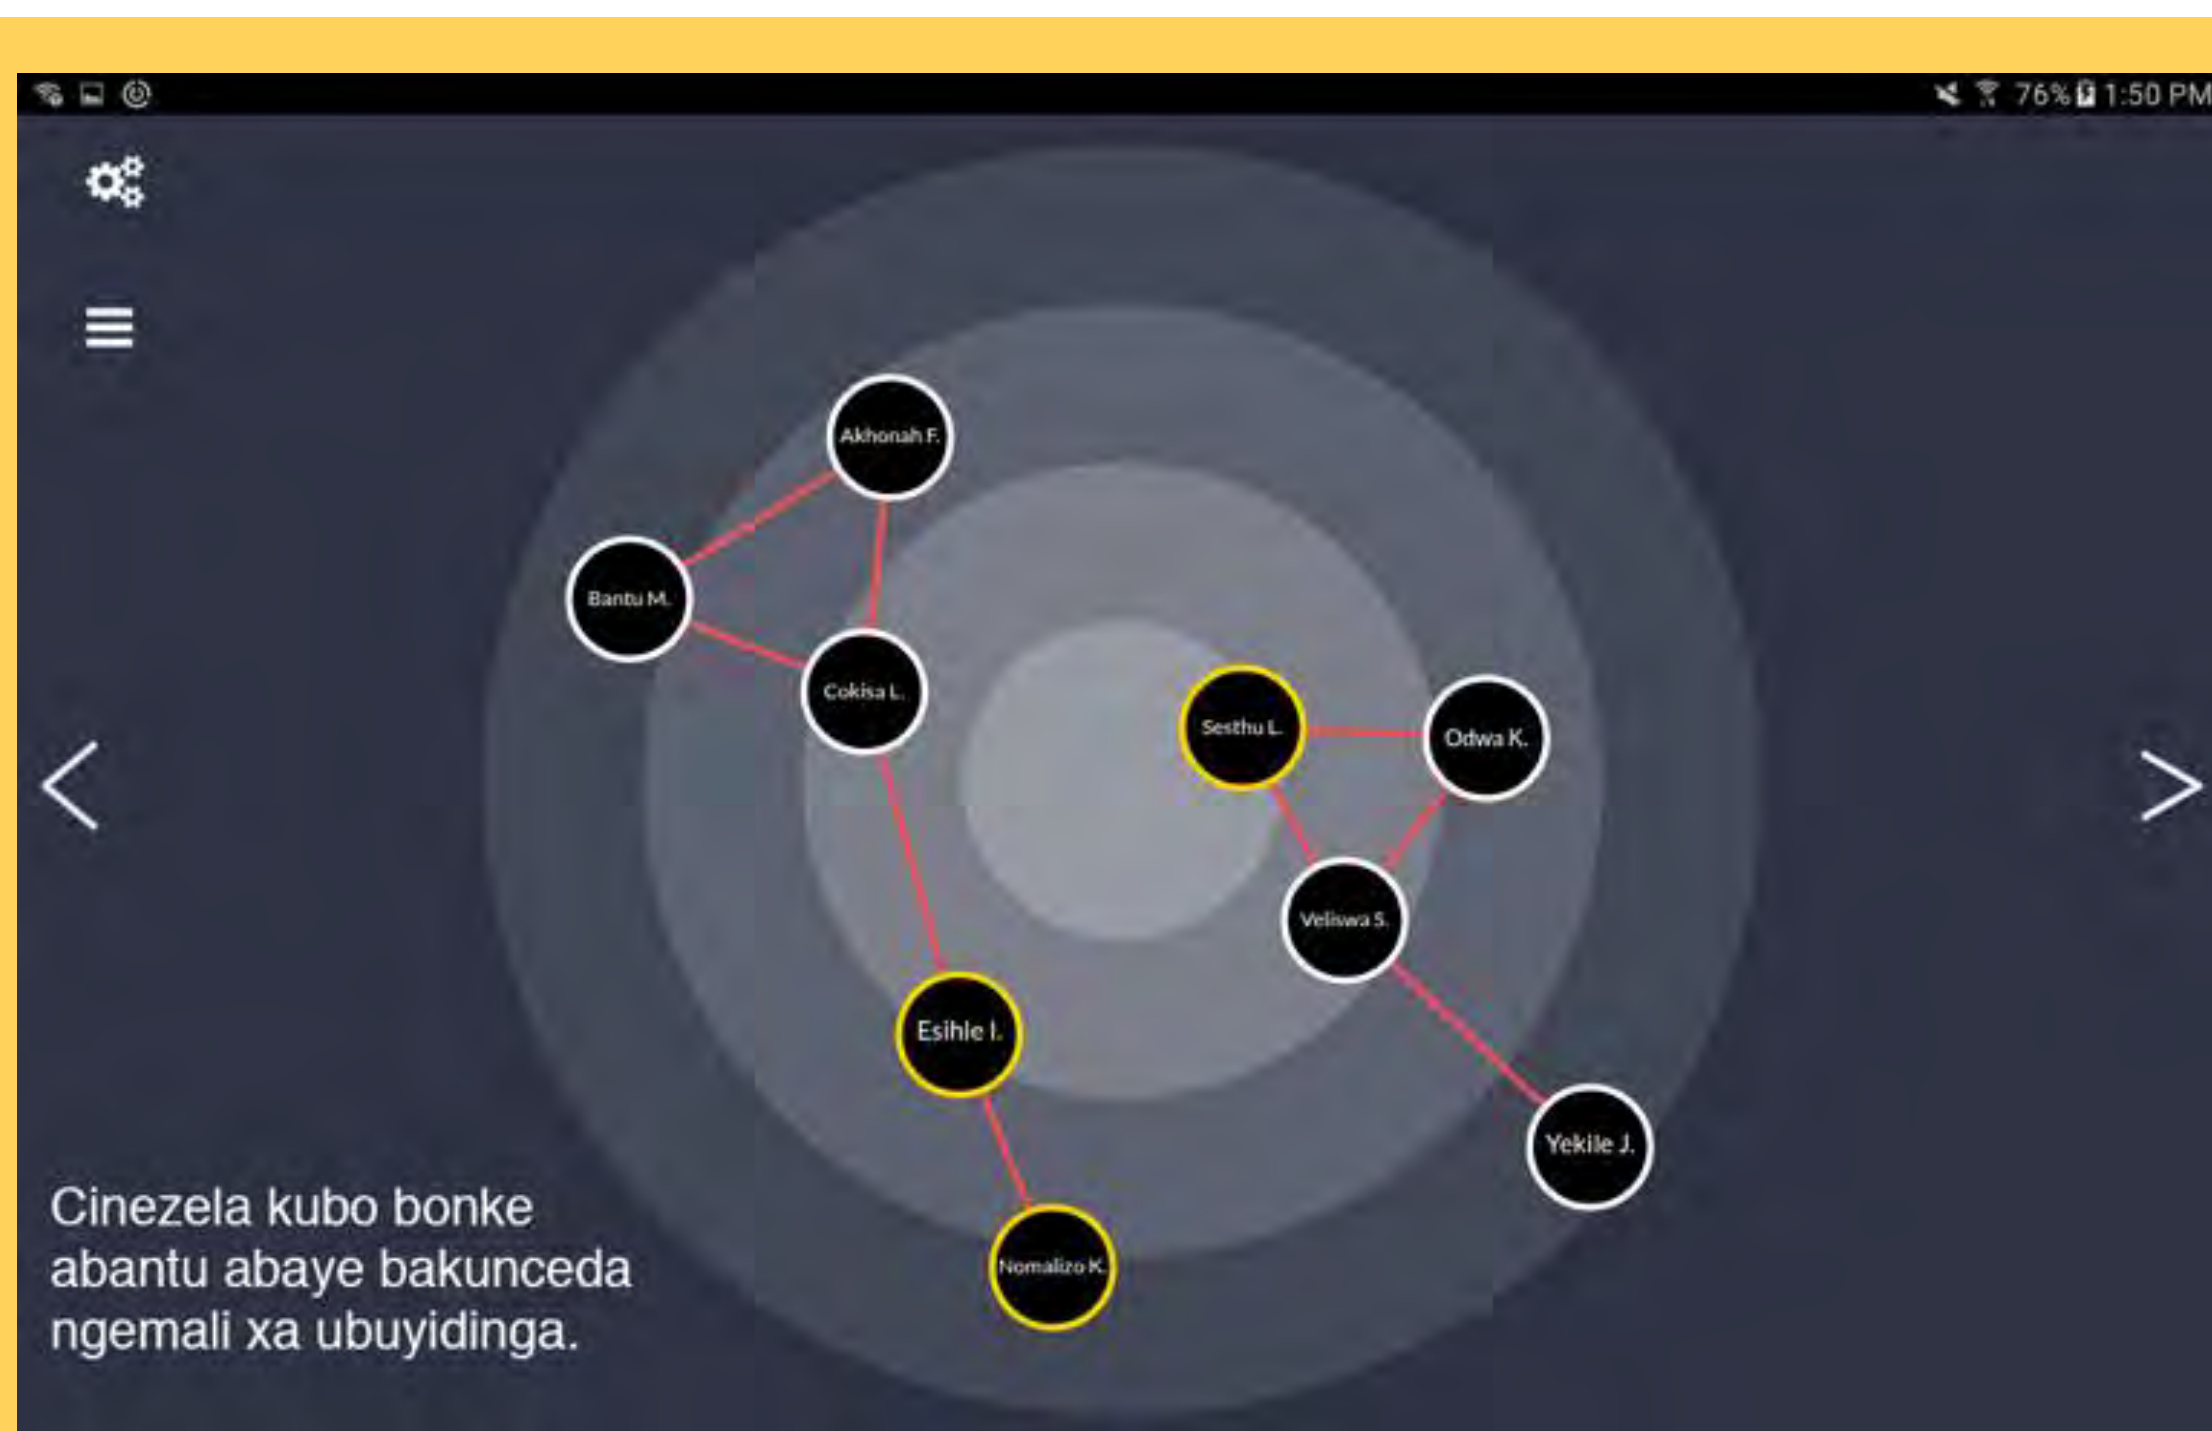 76% 1:50 PM
Akhonah F.
Bantu M.
Cokisa L.
Sesthu L.
Odwa K.
Veliswa S.
Esihle I.
Yekile J.
Nomalizo K.
Cinezela kubo bonke
abantu abaye bakunceda
ngemali xa ubuyidinga.